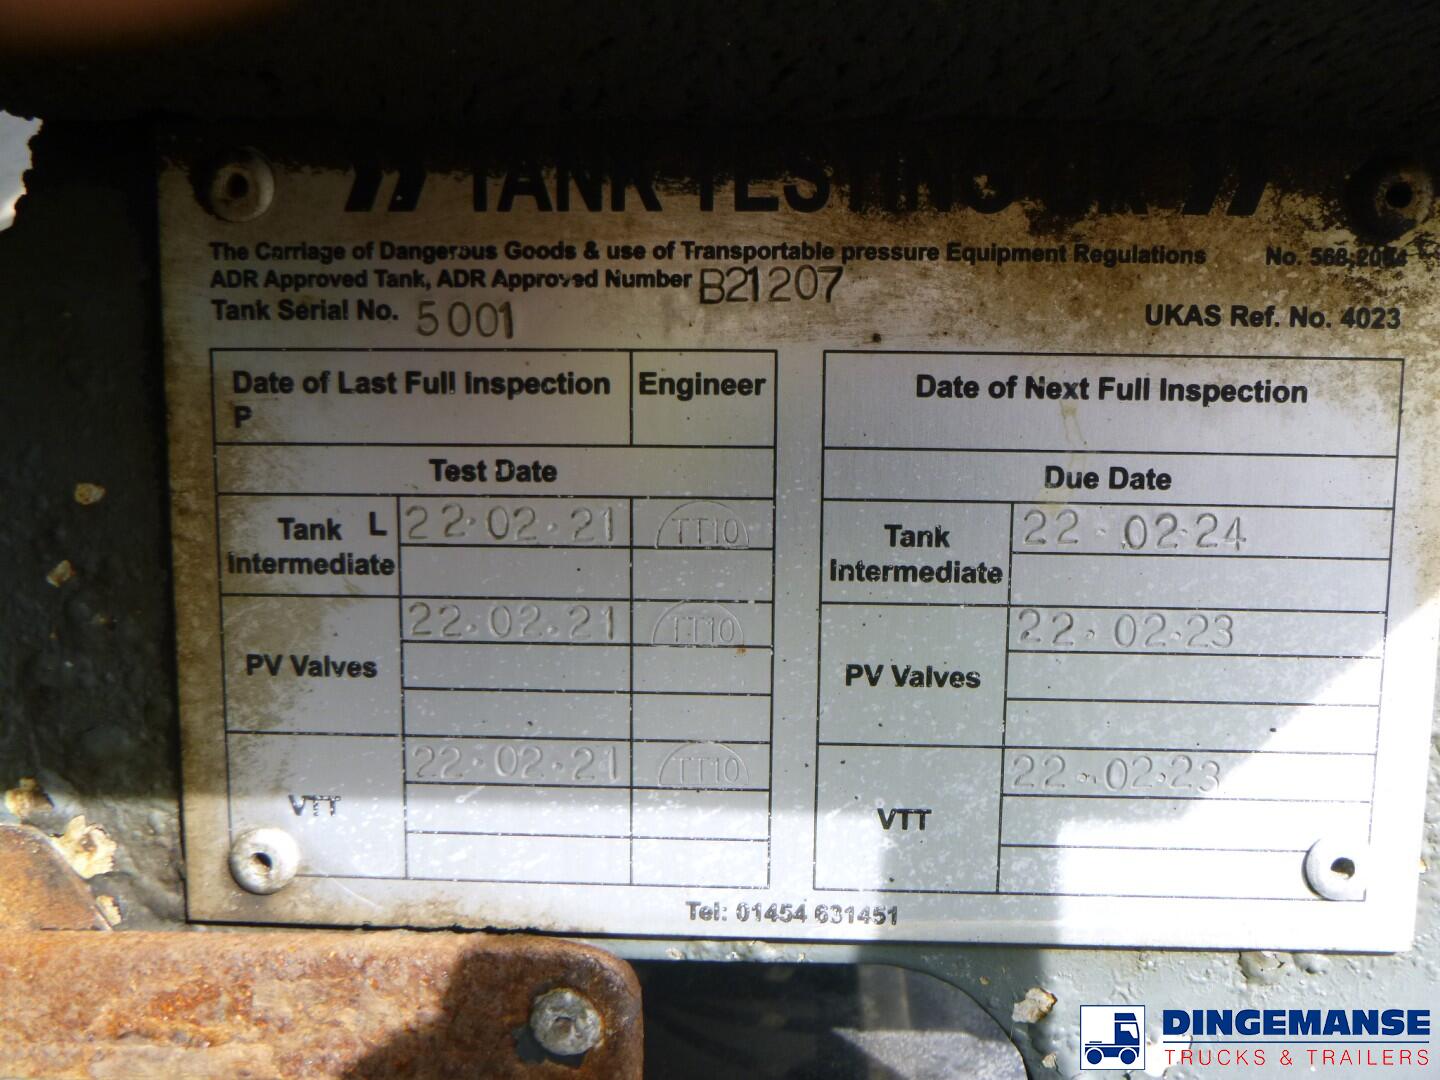 TANK TESTING UK
The Carriage of Dangerous Goods & use of Transportable pressure Equipment Regulations No.
ADR Approved Tank, ADR Approved Number B21207
Tank Serial No. 5001
UKAS Ref. No. 4023
Date of Last Full Inspection Engineer
P
Test Date
Tank L 22.02.21 TT10
Intermediate
PV Valves 22.02.21 TT10
VTT 22.02.21 TT10
Date of Next Full Inspection
Due Date
Tank 22.02.24
Intermediate
PV Valves 22.02.23
VTT 22.02.23
Tel: 01454 631451
DINGEMANSE
TRUCKS & TRAILERS